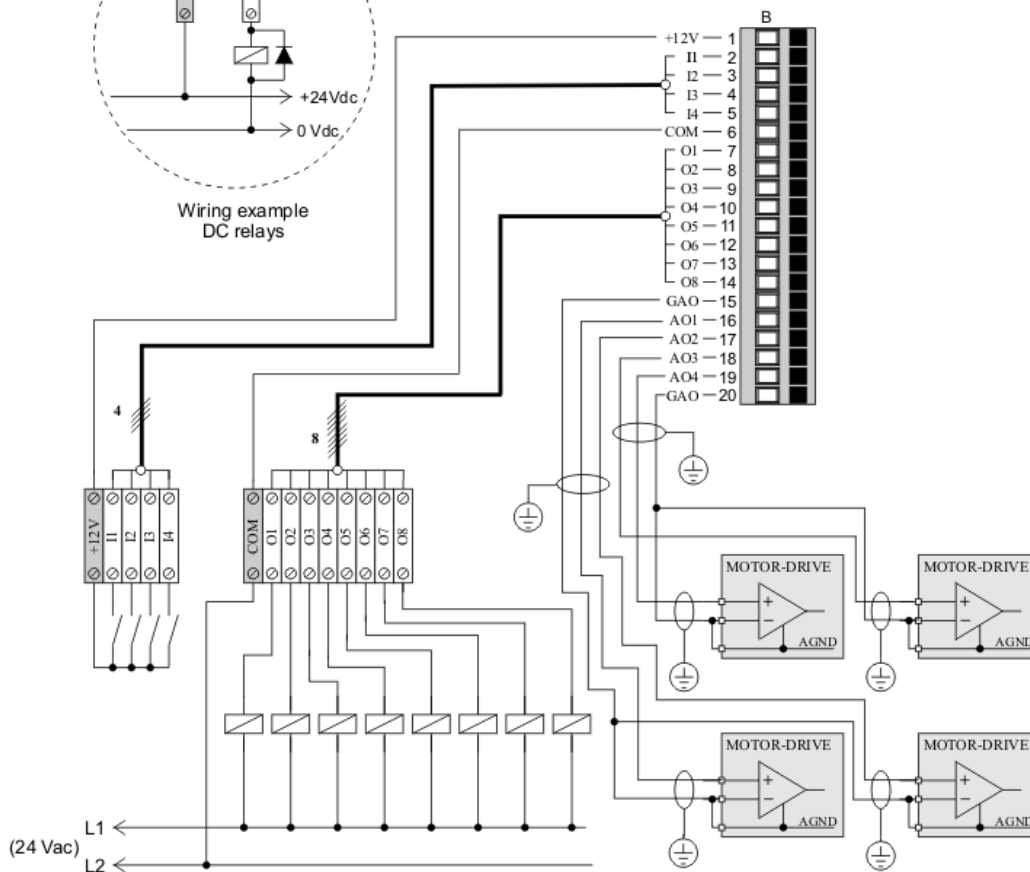 +24Vdc
0 Vdc
Wiring example
DC relays
B
+12V 1
I1 2
I2 3
I3 4
I4 5
COM 6
O1 7
O2 8
O3 9
O4 10
O5 11
O6 12
O7 13
O8 14
GAO 15
AO1 16
AO2 17
AO3 18
AO4 19
GAO 20
4
8
+12V I1 I2 I3 I4
COM O1 O2 O3 O4 O5 O6 O7 O8
MOTOR-DRIVE
+
−
AGND
MOTOR-DRIVE
+
−
AGND
MOTOR-DRIVE
+
−
AGND
MOTOR-DRIVE
+
−
AGND
L1
(24 Vac)
L2